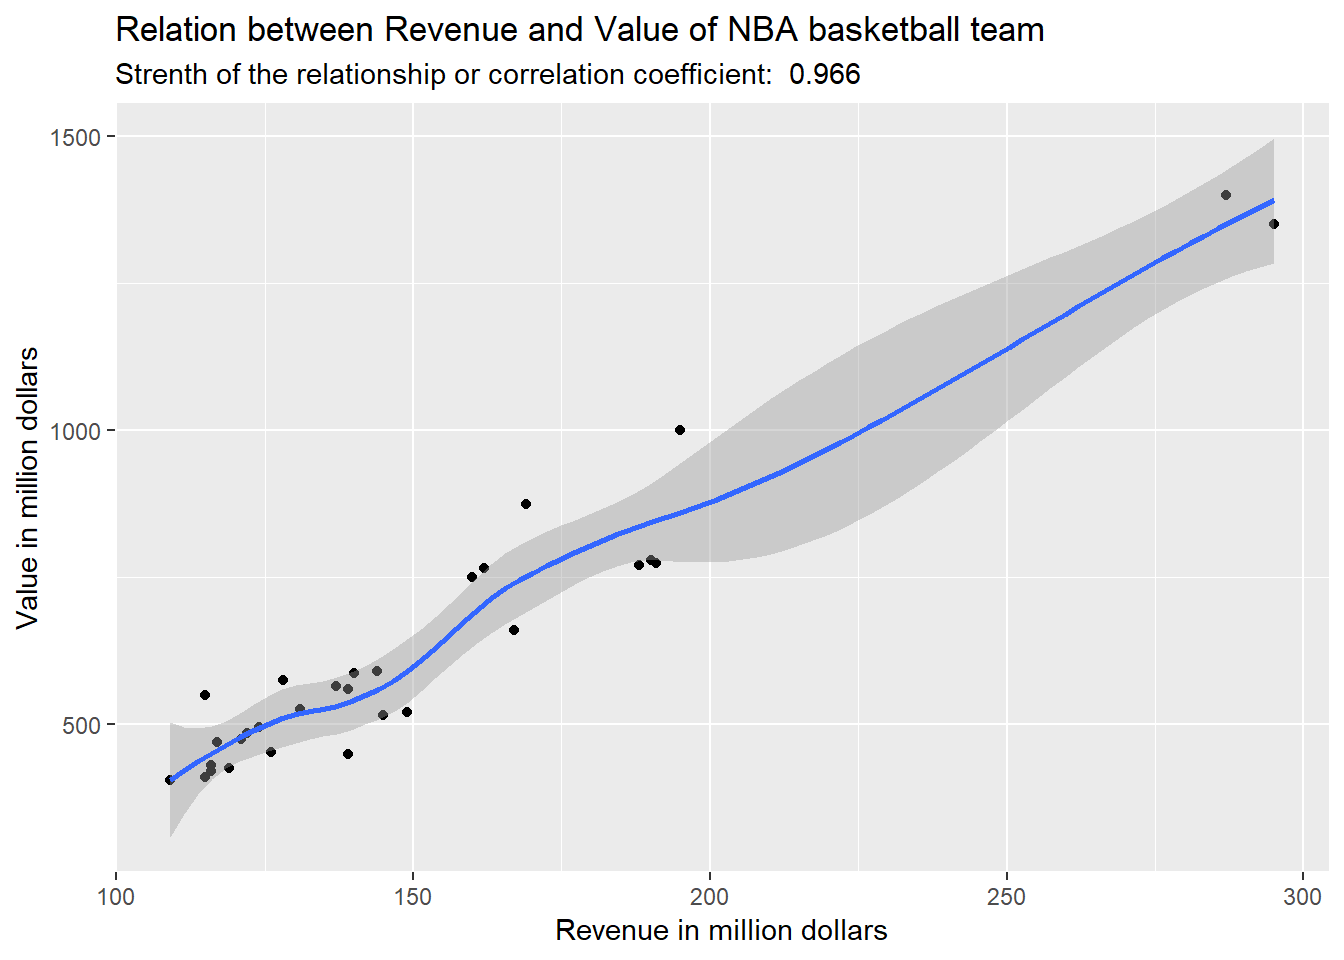 Relation between Revenue and Value of NBA basketball team
Strenth of the relationship or correlation coefficient:  0.966
1500
1000
500
Value in million dollars
100 150 200 250 300
Revenue in million dollars